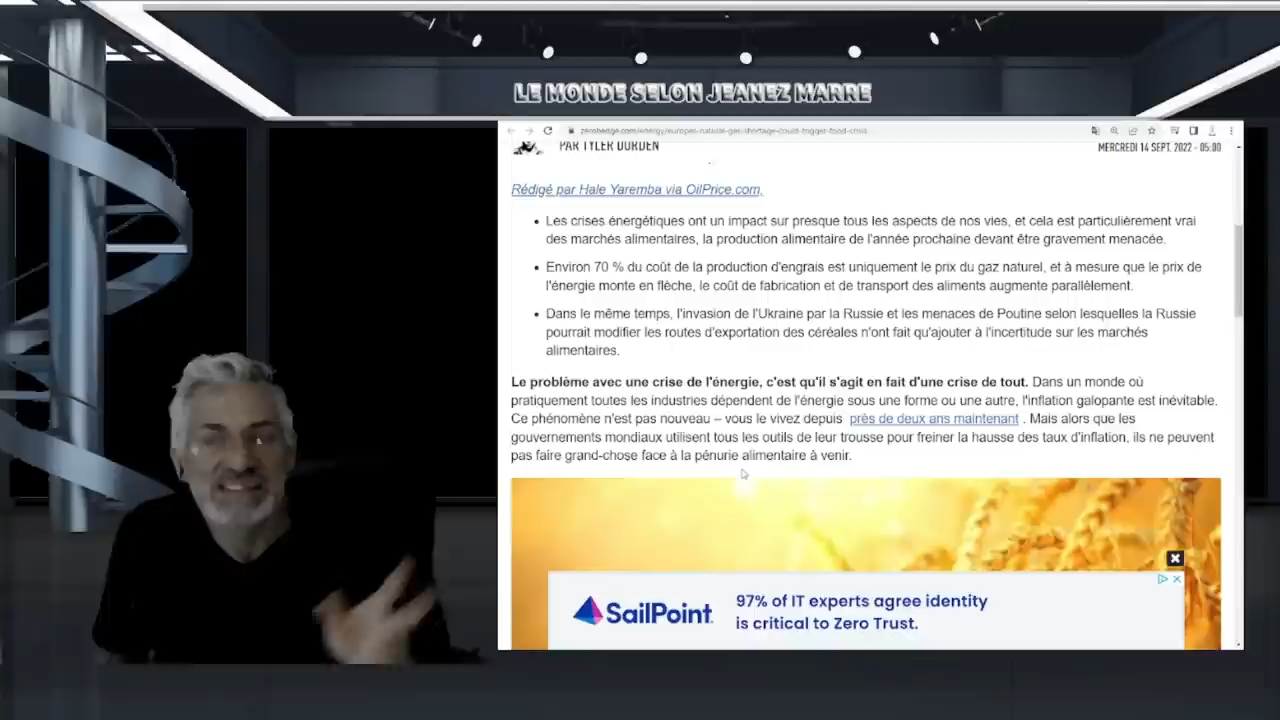 LE MONDE SELON JEANEZ MARRE
zerohedge.com/energy/europes-natural-gas-shortage-could-trigger-food-crisis
PAR TYLER DURDEN
MERCREDI 14 SEPT. 2022 - 05:00
Rédigé par Hale Yaremba via OilPrice.com,
• Les crises énergétiques ont un impact sur presque tous les aspects de nos vies, et cela est particulièrement vrai
des marchés alimentaires, la production alimentaire de l'année prochaine devant être gravement menacée.
• Environ 70 % du coût de la production d'engrais est uniquement le prix du gaz naturel, et à mesure que le prix de
l'énergie monte en flèche, le coût de fabrication et de transport des aliments augmente parallèlement.
• Dans le même temps, l'invasion de l'Ukraine par la Russie et les menaces de Poutine selon lesquelles la Russie
pourrait modifier les routes d'exportation des céréales n'ont fait qu'ajouter à l'incertitude sur les marchés
alimentaires.
Le problème avec une crise de l'énergie, c'est qu'il s'agit en fait d'une crise de tout. Dans un monde où
pratiquement toutes les industries dépendent de l'énergie sous une forme ou une autre, l'inflation galopante est inévitable.
Ce phénomène n'est pas nouveau – vous le vivez depuis près de deux ans maintenant . Mais alors que les
gouvernements mondiaux utilisent tous les outils de leur trousse pour freiner la hausse des taux d'inflation, ils ne peuvent
pas faire grand-chose face à la pénurie alimentaire à venir.
SailPoint.
97% of IT experts agree identity
is critical to Zero Trust.